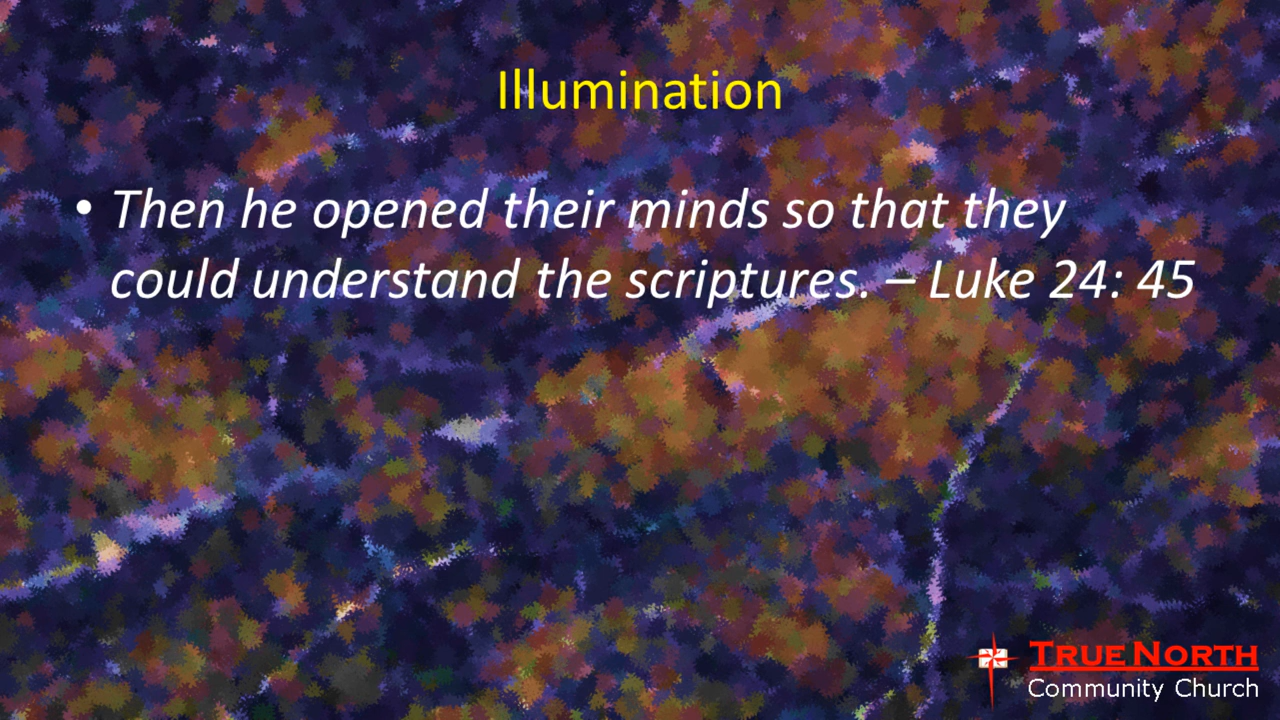 Illumination
• Then he opened their minds so that they
could understand the scriptures. – Luke 24: 45
TRUE NORTH
Community Church